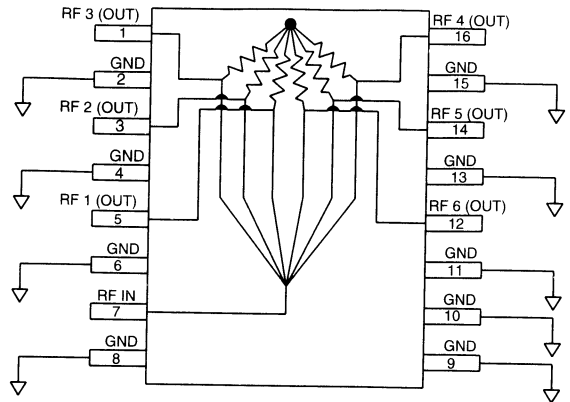 RF 3 (OUT)
1
GND
2
RF 2 (OUT)
3
GND
4
RF 1 (OUT)
5
GND
6
RF IN
7
GND
8
RF 4 (OUT)
16
GND
15
RF 5 (OUT)
14
GND
13
RF 6 (OUT)
12
GND
11
GND
10
GND
9